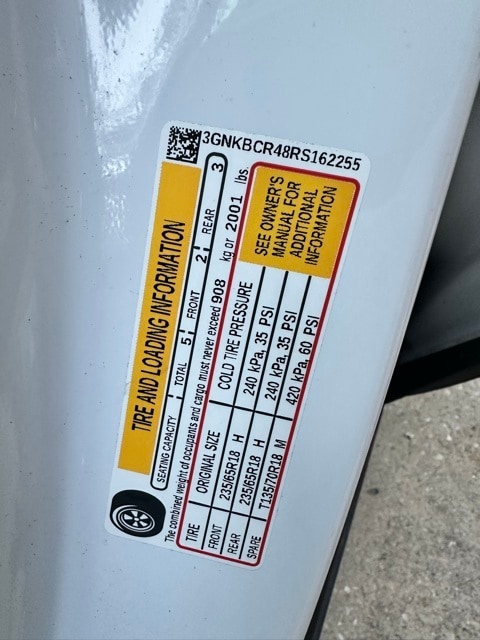 3GNKBCR48RS162255
TIRE AND LOADING INFORMATION
SEATING CAPACITY TOTAL 5 FRONT 2 REAR 3
The combined weight of occupants and cargo must never exceed 908 kg or 2001 lbs.
TIRE ORIGINAL SIZE COLD TIRE PRESSURE
FRONT 235/65R18 H 240 kPa, 35 PSI
REAR 235/65R18 H 240 kPa, 35 PSI
SPARE T135/70R18 M 420 kPa, 60 PSI
SEE OWNER'S
MANUAL FOR
ADDITIONAL
INFORMATION